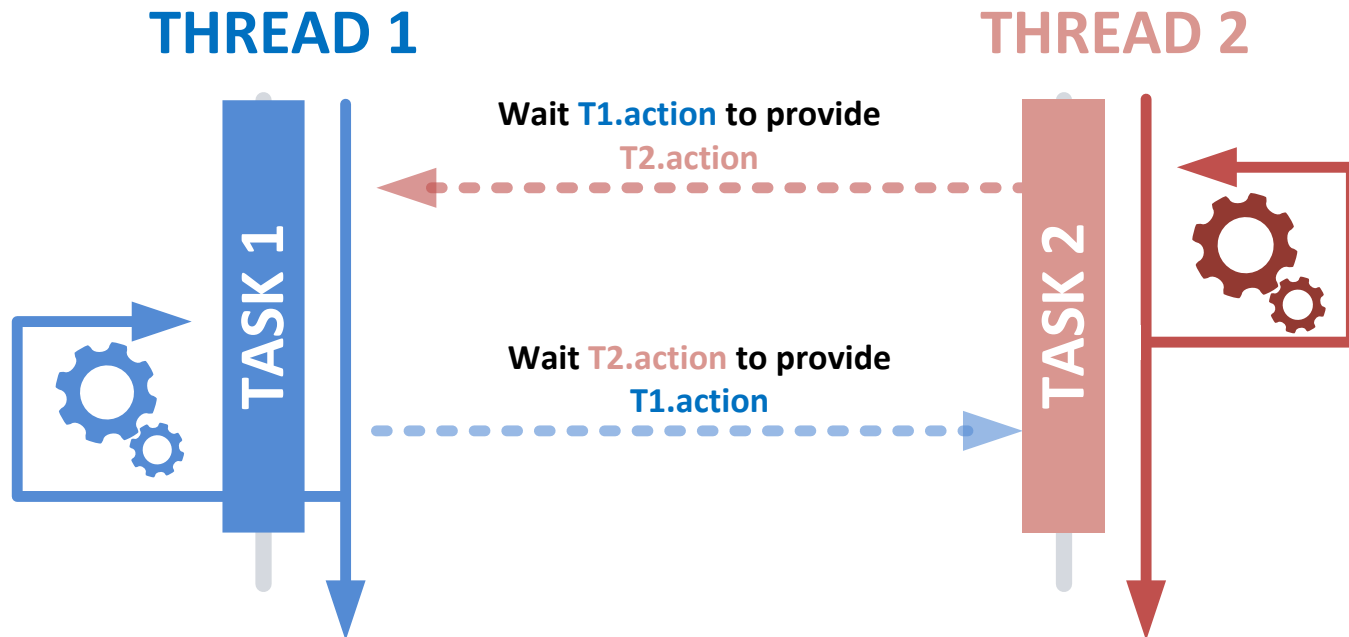 THREAD 1
THREAD 2
Wait T1.action to provide
T2.action
TASK 1
TASK 2
Wait T2.action to provide
T1.action